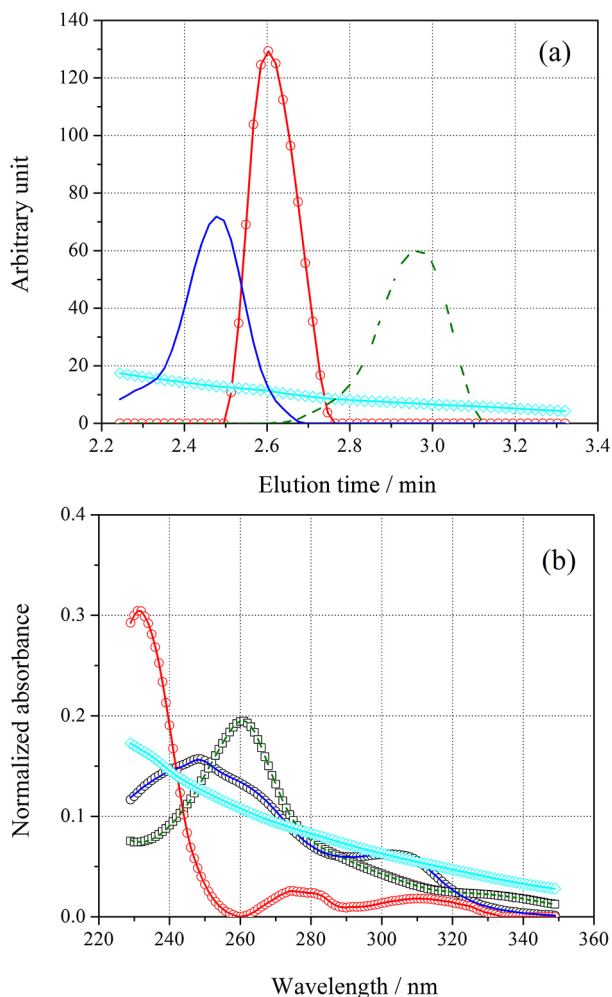 (a)
140
120
100
80
60
40
20
0
Arbitrary unit
2.2 2.4 2.6 2.8 3.0 3.2 3.4
Elution time / min
(b)
0.4
0.3
0.2
0.1
0.0
Normalized absorbance
220 240 260 280 300 320 340 360
Wavelength / nm